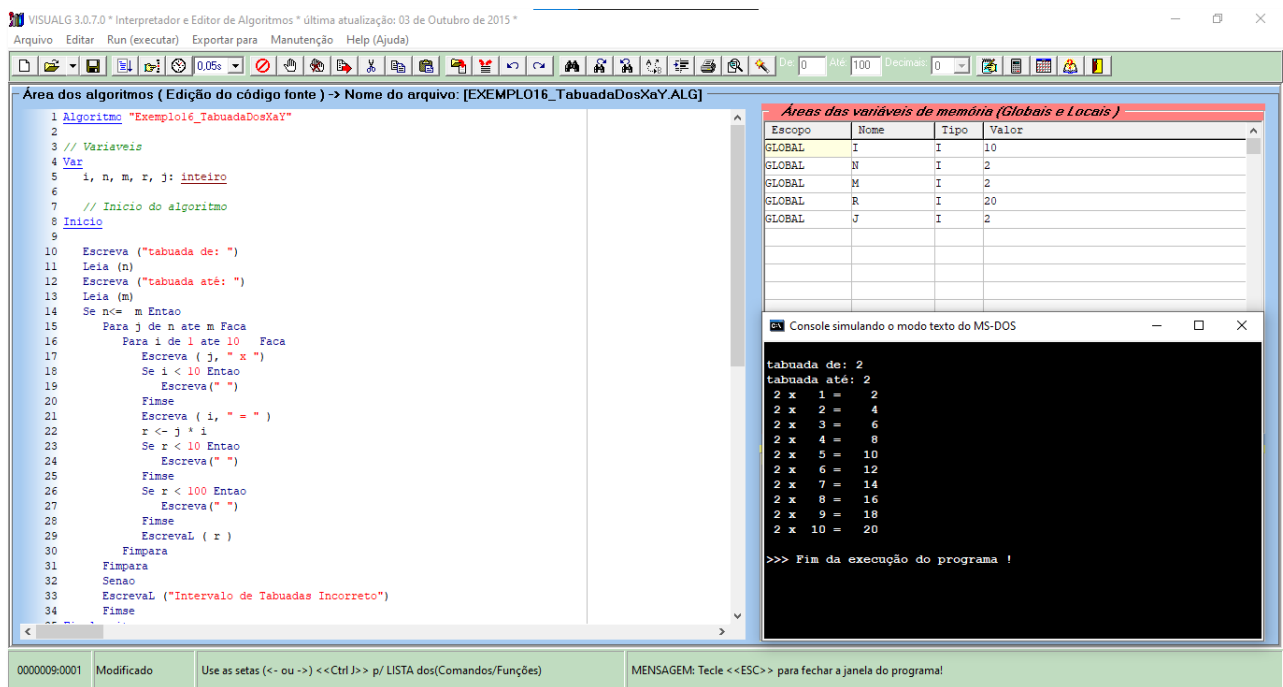 VISUALG 3.0.7.0 * Interpretador e Editor de Algoritmos * última atualização: 03 de Outubro de 2015 *
Arquivo Editar Run (executar) Exportar para Manutenção Help (Ajuda)
0,05s De: 0 Até: 100 Decimais: 0
Área dos algoritmos ( Edição do código fonte ) -> Nome do arquivo: [EXEMPLO16_TabuadaDosXaY.ALG]
1 Algoritmo "Exemplo16_TabuadaDosXaY"
2
3 // Variaveis
4 Var
5 i, n, m, r, j: inteiro
6
7 // Inicio do algoritmo
8 Inicio
9
10 Escreva ("tabuada de: ")
11 Leia (n)
12 Escreva ("tabuada até: ")
13 Leia (m)
14 Se n<= m Entao
15 Para j de n ate m Faca
16 Para i de 1 ate 10 Faca
17 Escreva ( j, " x ")
18 Se i < 10 Entao
19 Escreva(" ")
20 Fimse
21 Escreva ( i, " = " )
22 r <- j * i
23 Se r < 10 Entao
24 Escreva(" ")
25 Fimse
26 Se r < 100 Entao
27 Escreva(" ")
28 Fimse
29 EscrevaL ( r )
30 Fimpara
31 Fimpara
32 Senao
33 EscrevaL ("Intervalo de Tabuadas Incorreto")
34 Fimse
Áreas das variáveis de memória (Globais e Locais )
Escopo Nome Tipo Valor
GLOBAL I I 10
GLOBAL N I 2
GLOBAL M I 2
GLOBAL R I 20
GLOBAL J I 2
Console simulando o modo texto do MS-DOS
tabuada de: 2
tabuada até: 2
2 x 1 = 2
2 x 2 = 4
2 x 3 = 6
2 x 4 = 8
2 x 5 = 10
2 x 6 = 12
2 x 7 = 14
2 x 8 = 16
2 x 9 = 18
2 x 10 = 20
>>> Fim da execução do programa !
0000009:0001 Modificado Use as setas (<- ou ->) <<Ctrl J>> p/ LISTA dos(Comandos/Funções) MENSAGEM: Tecle <<ESC>> para fechar a janela do programa!